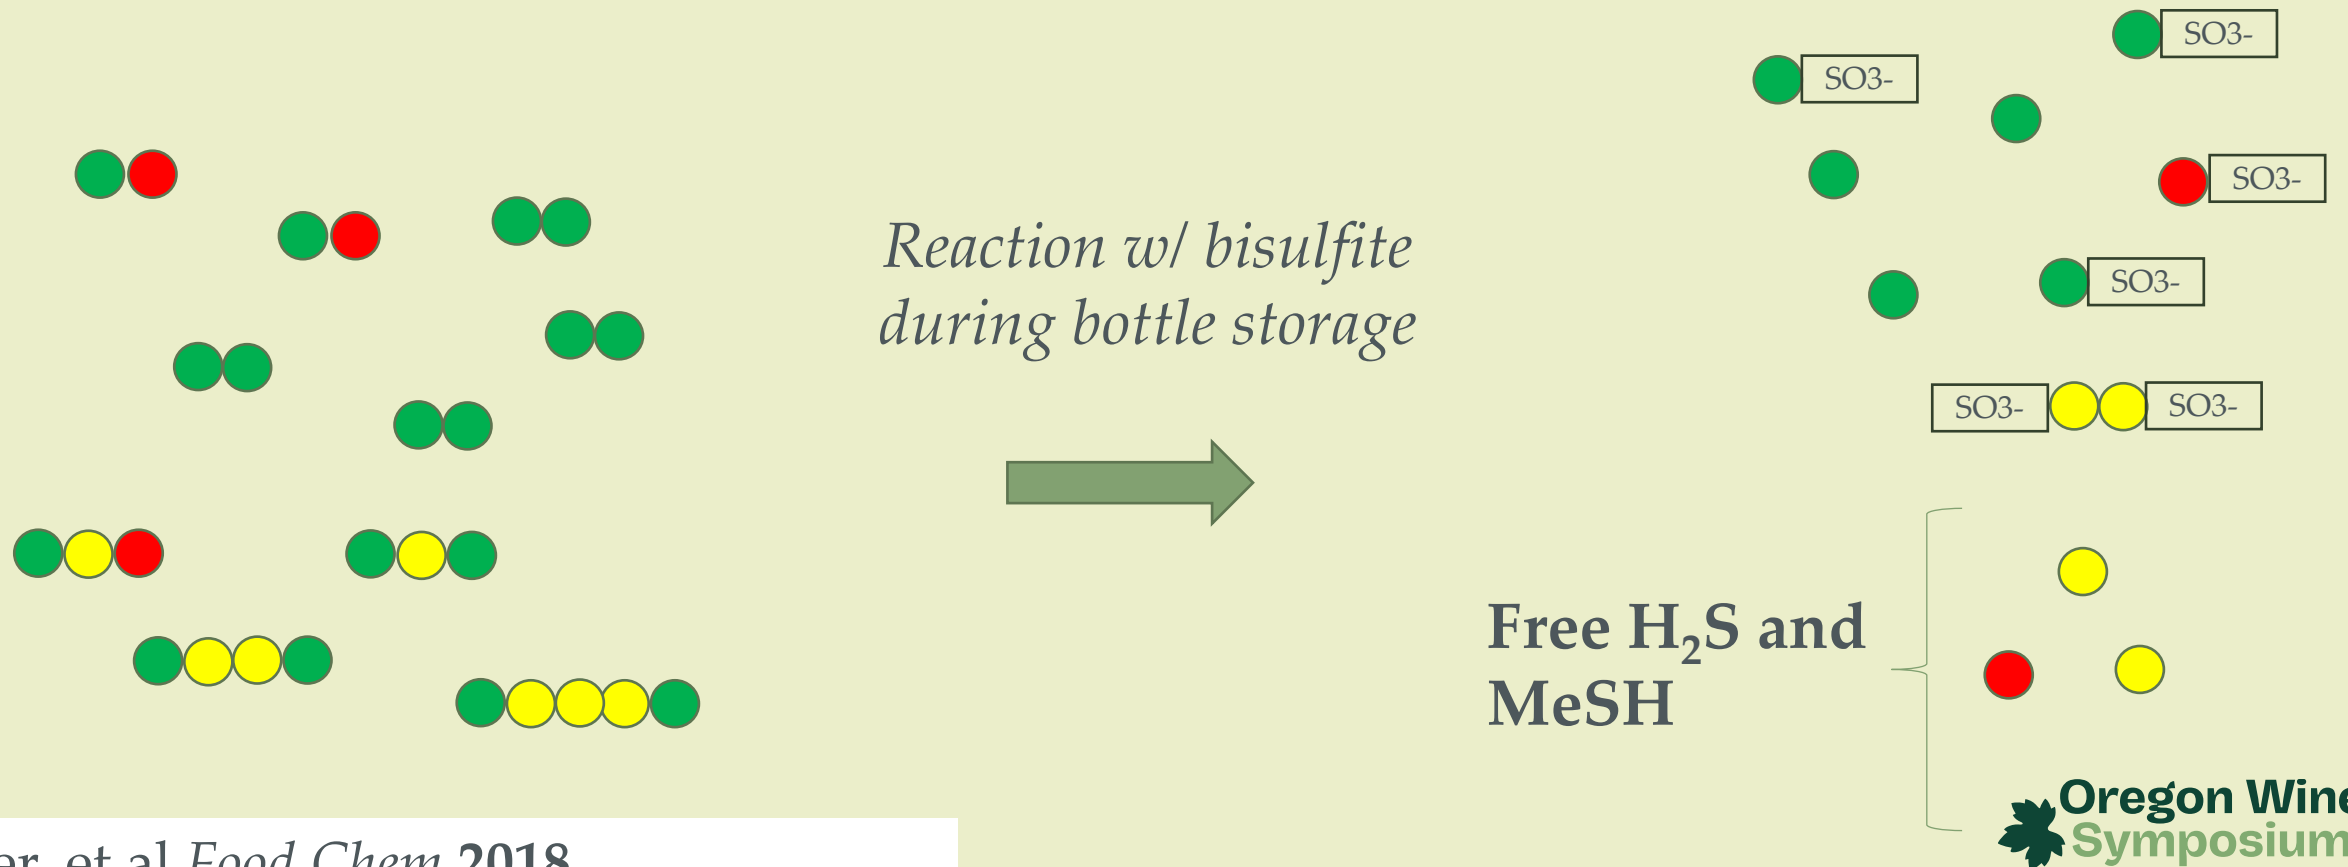 SO3-
SO3-
SO3-
Reaction w/ bisulfite
during bottle storage
SO3-
SO3- SO3-
Free H₂S and
MeSH
Oregon Wine
Symposium
et al Food Chem 2018